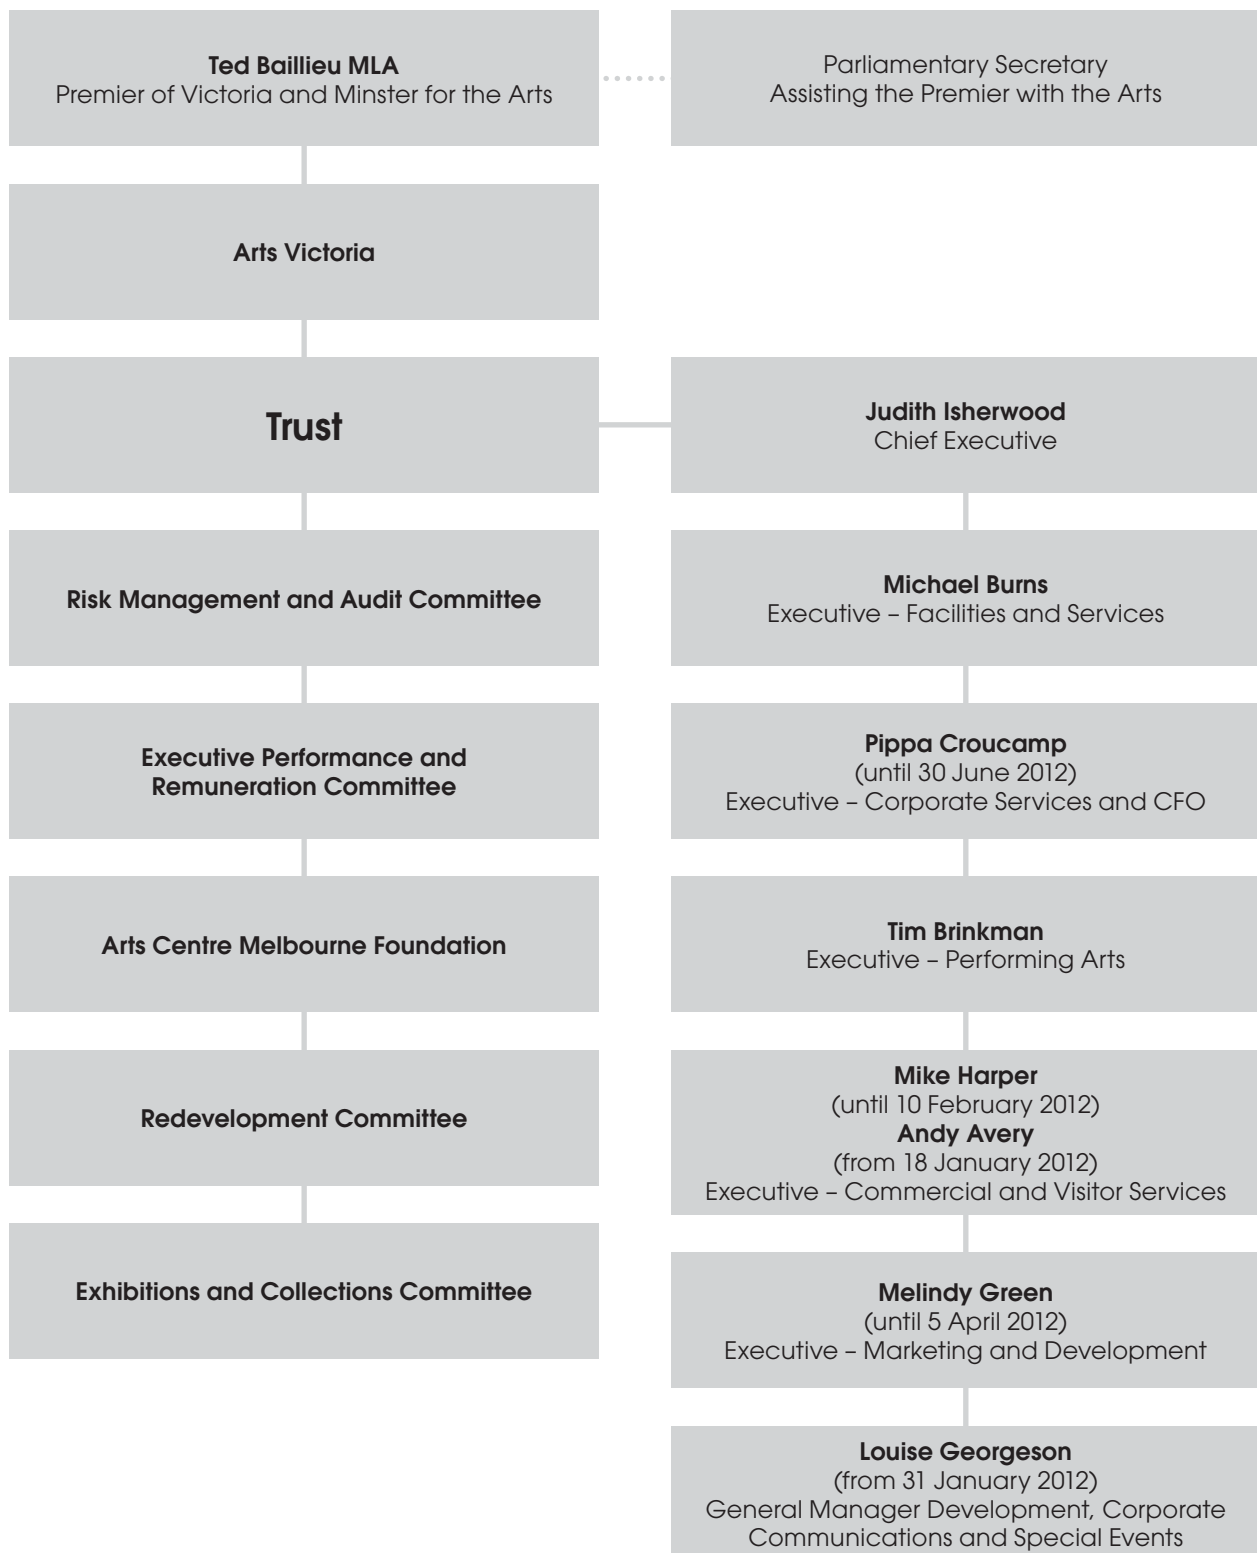 Ted Baillieu MLA
Premier of Victoria and Minster for the Arts
Parliamentary Secretary
Assisting the Premier with the Arts
Arts Victoria
Trust
Judith Isherwood
Chief Executive
Risk Management and Audit Committee
Michael Burns
Executive – Facilities and Services
Executive Performance and
Remuneration Committee
Pippa Croucamp
(until 30 June 2012)
Executive – Corporate Services and CFO
Arts Centre Melbourne Foundation
Tim Brinkman
Executive – Performing Arts
Redevelopment Committee
Mike Harper
(until 10 February 2012)
Andy Avery
(from 18 January 2012)
Executive – Commercial and Visitor Services
Exhibitions and Collections Committee
Melindy Green
(until 5 April 2012)
Executive – Marketing and Development
Louise Georgeson
(from 31 January 2012)
General Manager Development, Corporate
Communications and Special Events